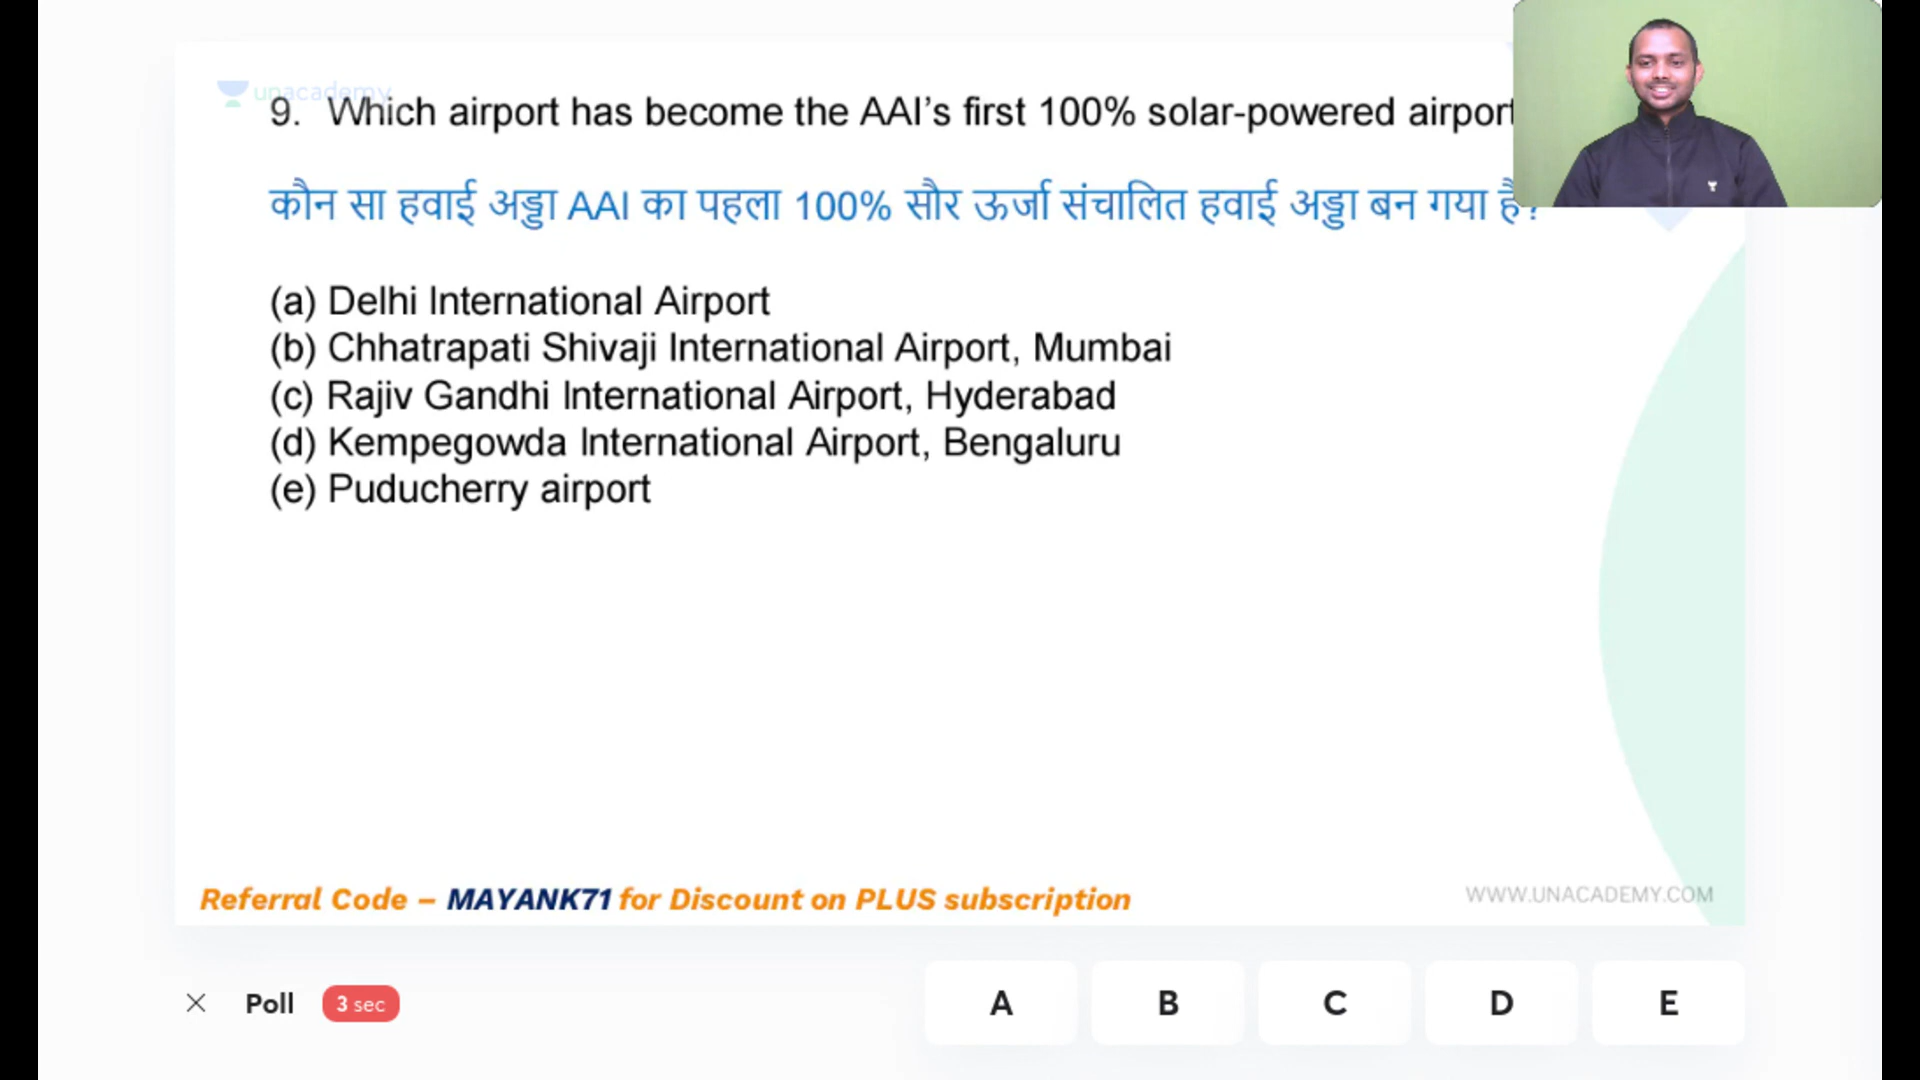 unacademy
9. Which airport has become the AAI’s first 100% solar-powered airport
कौन सा हवाई अड्डा AAI का पहला 100% सौर ऊर्जा संचालित हवाई अड्डा बन गया है?
(a) Delhi International Airport
(b) Chhatrapati Shivaji International Airport, Mumbai
(c) Rajiv Gandhi International Airport, Hyderabad
(d) Kempegowda International Airport, Bengaluru
(e) Puducherry airport
Referral Code – MAYANK71 for Discount on PLUS subscription
WWW.UNACADEMY.COM
Poll 3 sec A B C D E